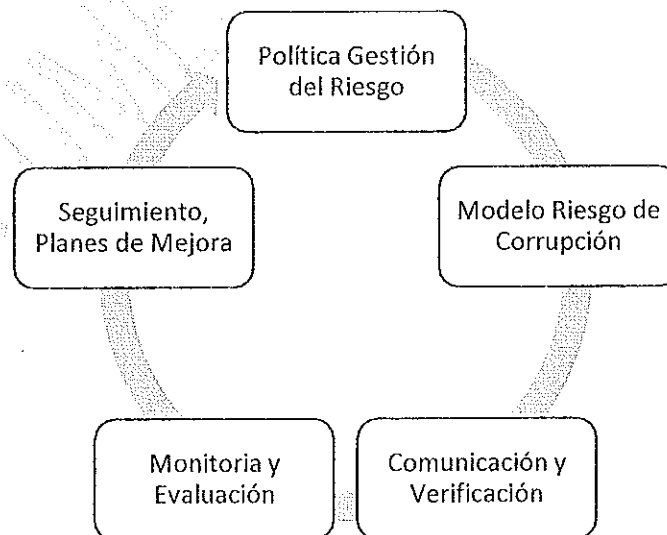 Política Gestión
del Riesgo
Modelo Riesgo de
Corrupción
Comunicación y
Verificación
Monitoria y
Evaluación
Seguimiento,
Planes de Mejora